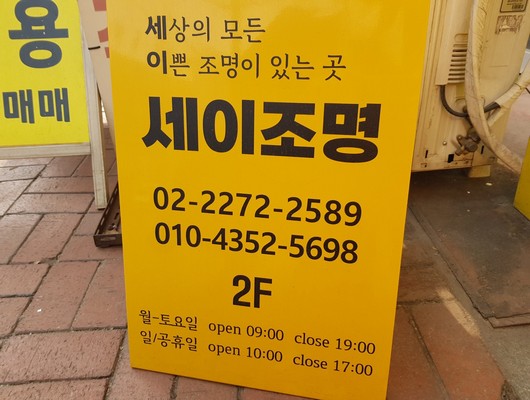 용
매매
세상의 모든
이쁜 조명이 있는 곳
세이조명
02-2272-2589
010-4352-5698
2F
월-토요일 open 09:00 close 19:00
일/공휴일 open 10:00 close 17:00